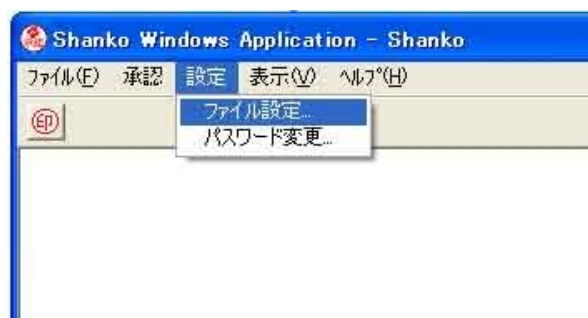 Shanko Windows Application - Shanko
ファイル(F) 承認 設定 表示(V) ヘルプ(H)
印
ファイル設定...
パスワード変更...